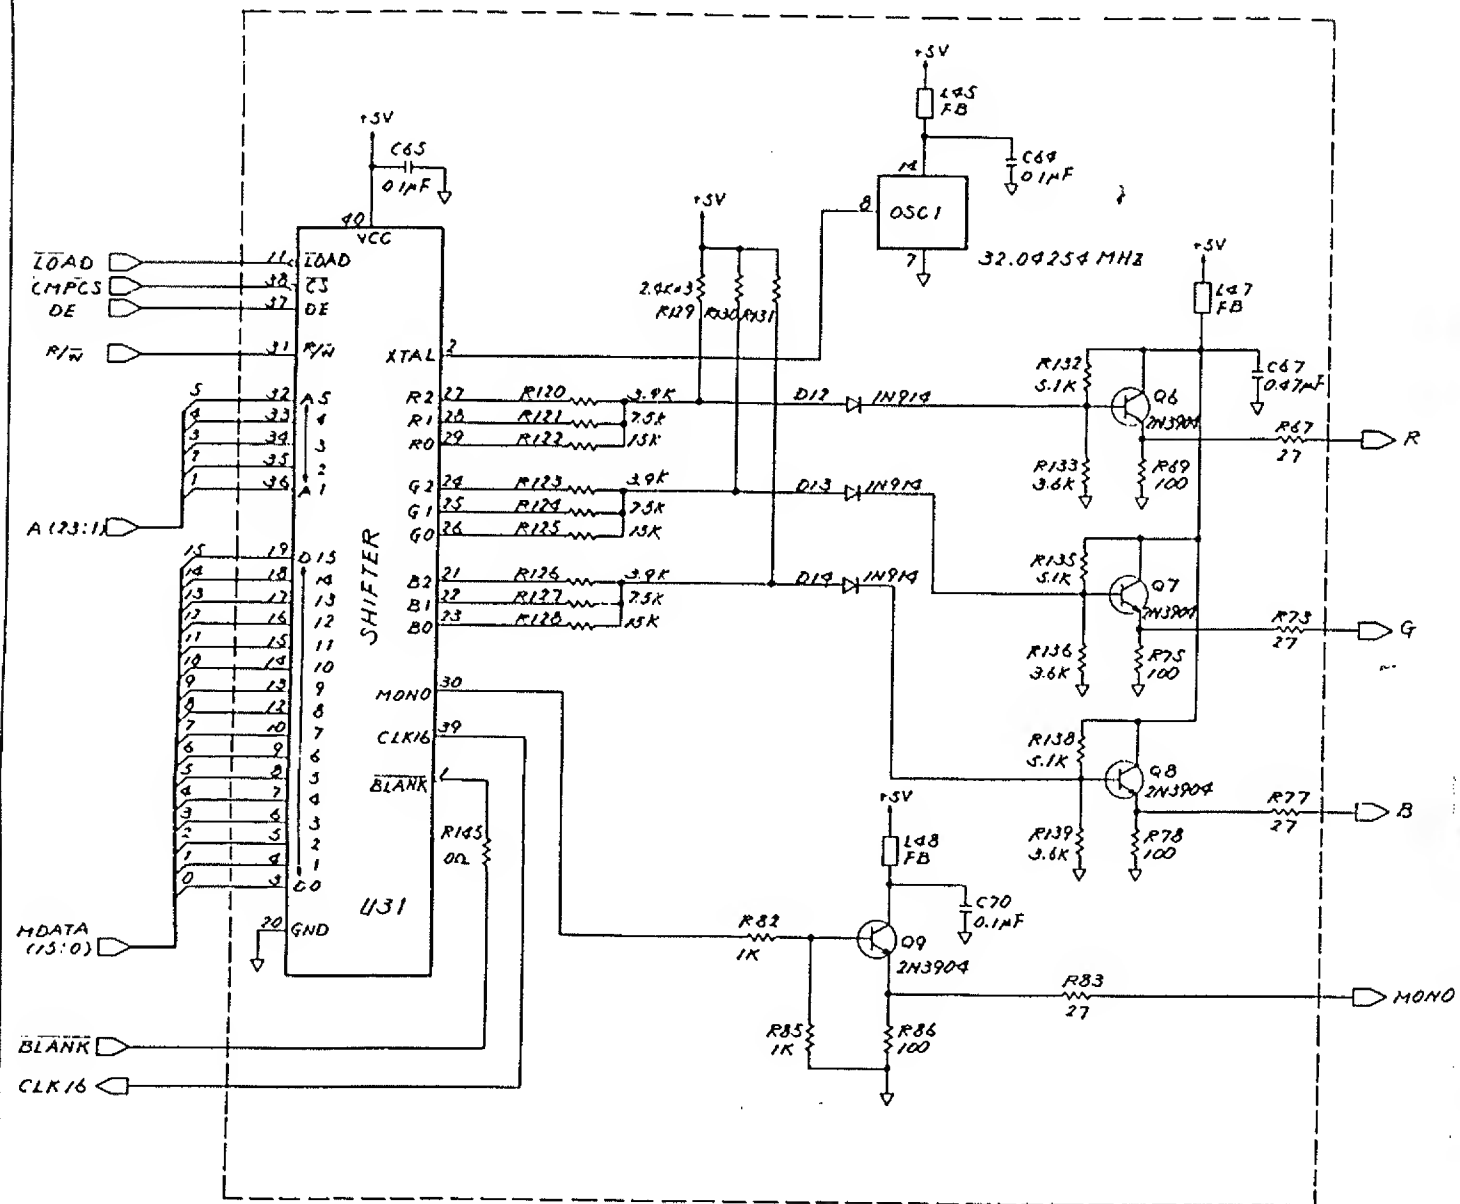 +5V
L45
FB
+5V
C65
0.1µF
14
C64
0.1µF
+5V
8
OSC1
7
32.04254 MHz
+5V
L47
FB
40
VCC
L̅O̅A̅D̅
11
L̅O̅A̅D̅
C̅M̅P̅C̅S̅
38
C̅S̅
DE
37
DE
R/W̅
31
R/W̅
2.4K×3
R129
R130
R131
XTAL
2
C67
0.47µF
R132
5.1K
Q6
2N3904
5
32
A5
4
33
4
3
34
3
2
35
2
1
36
A1
A(23:1)
R2
27
R120
3.9K
D12
1N914
R1
28
R121
7.5K
R0
29
R122
15K
R67
27
R
R133
3.6K
R69
100
G2
24
R123
3.9K
D13
1N914
G1
25
R124
7.5K
G0
26
R125
15K
SHIFTER
R135
5.1K
Q7
2N3904
B2
21
R126
3.9K
D14
1N914
B1
22
R127
7.5K
B0
23
R128
15K
R73
27
G
R136
3.6K
R75
100
15
19
D15
14
18
14
13
17
13
12
16
12
11
15
11
10
14
10
9
13
9
8
12
8
7
10
7
6
9
6
5
8
5
4
7
4
3
6
3
2
5
2
1
4
1
0
3
D0
MDATA
(15:0)
20
GND
U31
MONO
30
CLK16
39
B̅L̅A̅N̅K̅
1
R145
0Ω
R138
5.1K
Q8
2N3904
R77
27
B
R139
3.6K
R78
100
+5V
L48
FB
C70
0.1µF
R82
1K
Q9
2N3904
R83
27
MONO
R85
1K
R86
100
B̅L̅A̅N̅K̅
CLK16